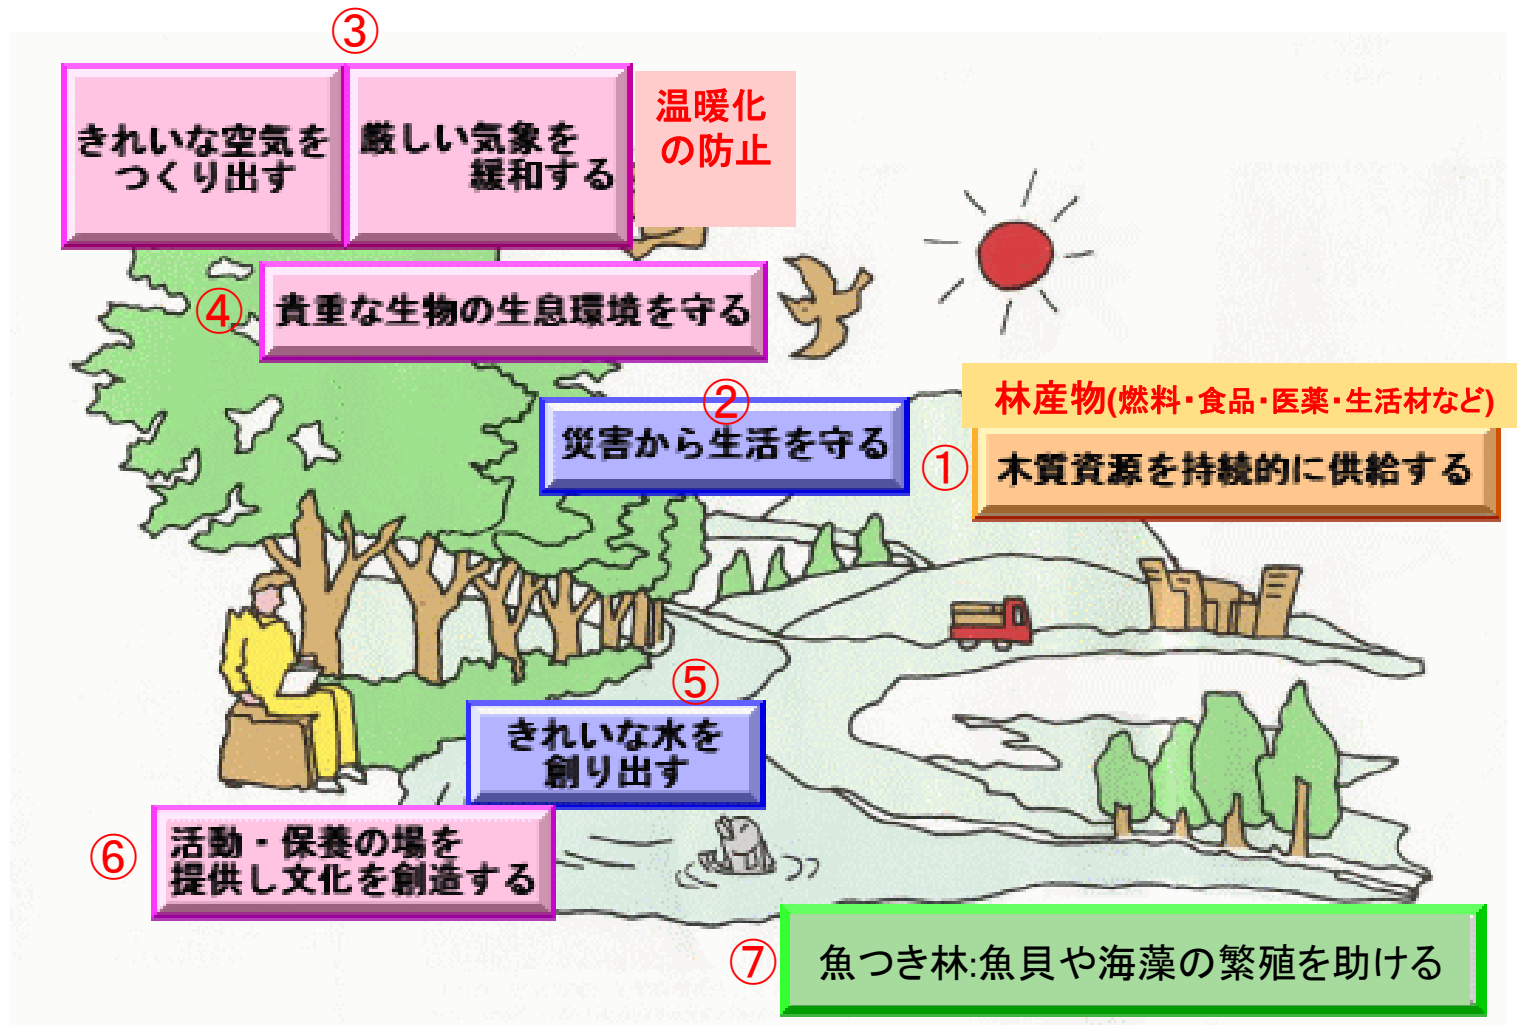 ③
きれいな空気を
つくり出す
厳しい気象を
緩和する
温暖化
の防止
④
貴重な生物の生息環境を守る
②
災害から生活を守る
林産物(燃料・食品・医薬・生活材など)
①
木質資源を持続的に供給する
⑤
きれいな水を
創り出す
⑥
活動・保養の場を
提供し文化を創造する
⑦
魚つき林:魚貝や海藻の繁殖を助ける